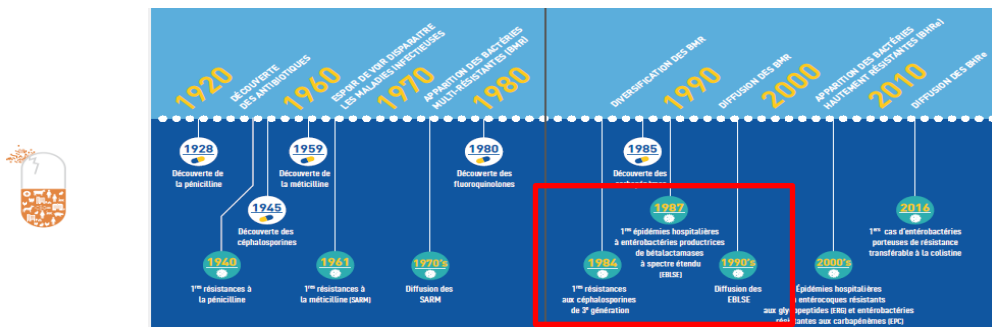 1920
DÉCOUVERTE
DES ANTIBIOTIQUES
1960
ESPOIR DE VOIR DISPARAITRE
LES MALADIES INFECTIEUSES
1970
APPARITION DES BACTÉRIES
MULTI-RÉSISTANTES (BMR)
1980
DIVERSIFICATION DES BMR
1990
DIFFUSION DES BMR
2000
APPARITION DES BACTÉRIES
HAUTEMENT RÉSISTANTES (BHRe)
2010
DIFFUSION DES BHRe
1928
Découverte de
la pénicilline
1959
Découverte de
la méticilline
1980
Découverte des
fluoroquinolones
1985
Découverte des
1945
Découverte des
céphalosporines
1987
1res épidémies hospitalières
à entérobactéries productrices
de bétalactamases
à spectre étendu
(EBLSE)
2016
1ers cas d'entérobactéries
porteuses de résistance
transférable à la colistine
1940
1res résistances à
la pénicilline
1961
1res résistances à
la méticilline (SARM)
1970's
Diffusion des
SARM
1984
1res résistances
aux céphalosporines
de 3e génération
1990's
Diffusion des
EBLSE
2000's
Épidémies hospitalières
entérocoques résistants
aux glycopeptides (ERG) et entérobactéries
résistantes aux carbapénèmes (EPC)